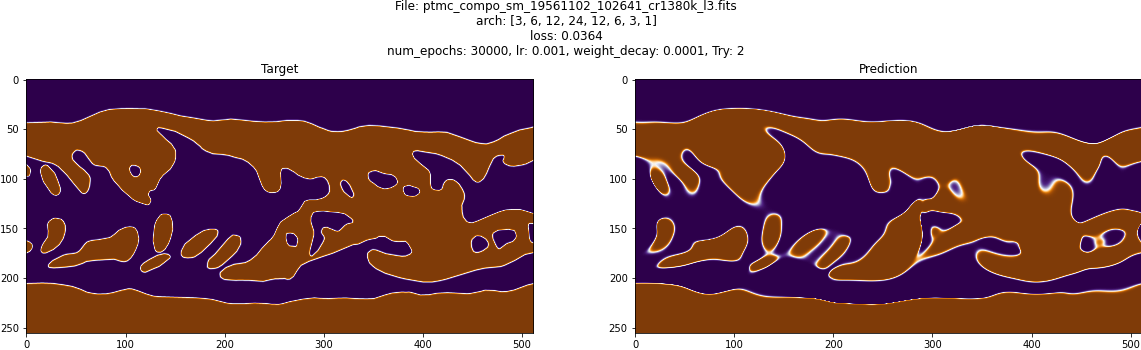 File: ptmc_compo_sm_19561102_102641_cr1380k_l3.fits
arch: [3, 6, 12, 24, 12, 6, 3, 1]
loss: 0.0364
num_epochs: 30000, lr: 0.001, weight_decay: 0.0001, Try: 2
Target
0
50
100
150
200
250
0 100 200 300 400 500
Prediction
0
50
100
150
200
250
0 100 200 300 400 500